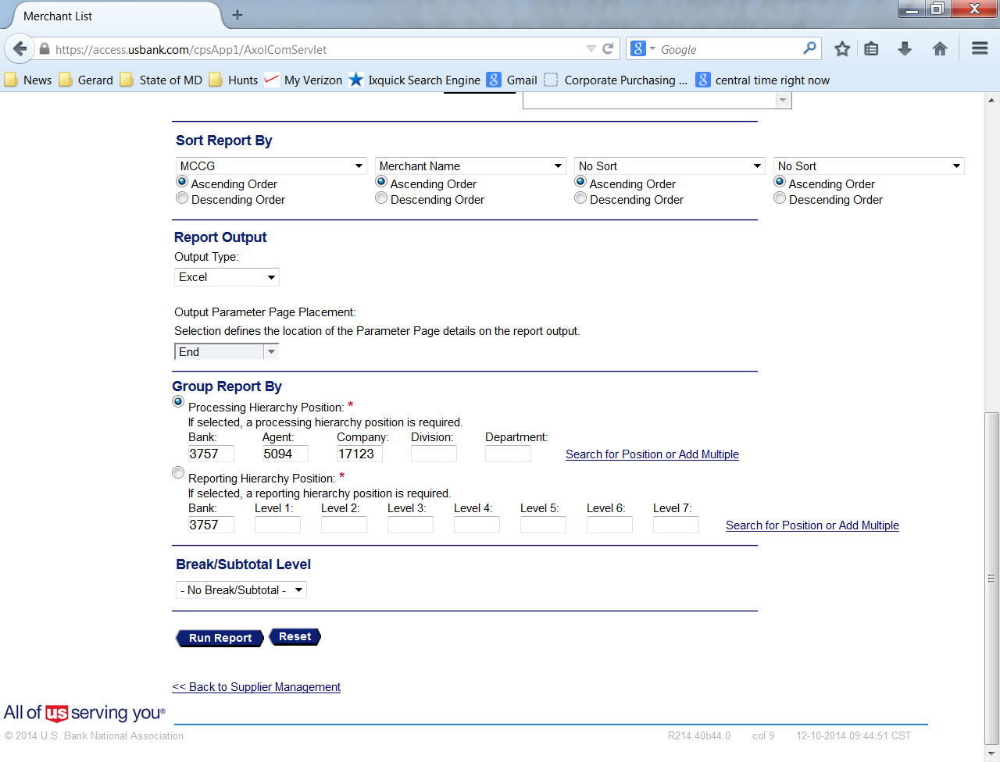 Merchant List
https://access.usbank.com/cpsApp1/AxolComServlet
Google
News Gerard State of MD Hunts My Verizon Ixquick Search Engine Gmail Corporate Purchasing ... central time right now
Sort Report By
MCCG Merchant Name No Sort No Sort
Ascending Order Ascending Order Ascending Order Ascending Order
Descending Order Descending Order Descending Order Descending Order
Report Output
Output Type:
Excel
Output Parameter Page Placement:
Selection defines the location of the Parameter Page details on the report output.
End
Group Report By
Processing Hierarchy Position: *
If selected, a processing hierarchy position is required.
Bank: Agent: Company: Division: Department:
3757 5094 17123 Search for Position or Add Multiple
Reporting Hierarchy Position: *
If selected, a reporting hierarchy position is required.
Bank: Level 1: Level 2: Level 3: Level 4: Level 5: Level 6: Level 7:
3757 Search for Position or Add Multiple
Break/Subtotal Level
- No Break/Subtotal -
Run Report Reset
<< Back to Supplier Management
All of us serving you®
© 2014 U.S. Bank National Association R214.40b44.0 col 9 12-10-2014 09:44:51 CST